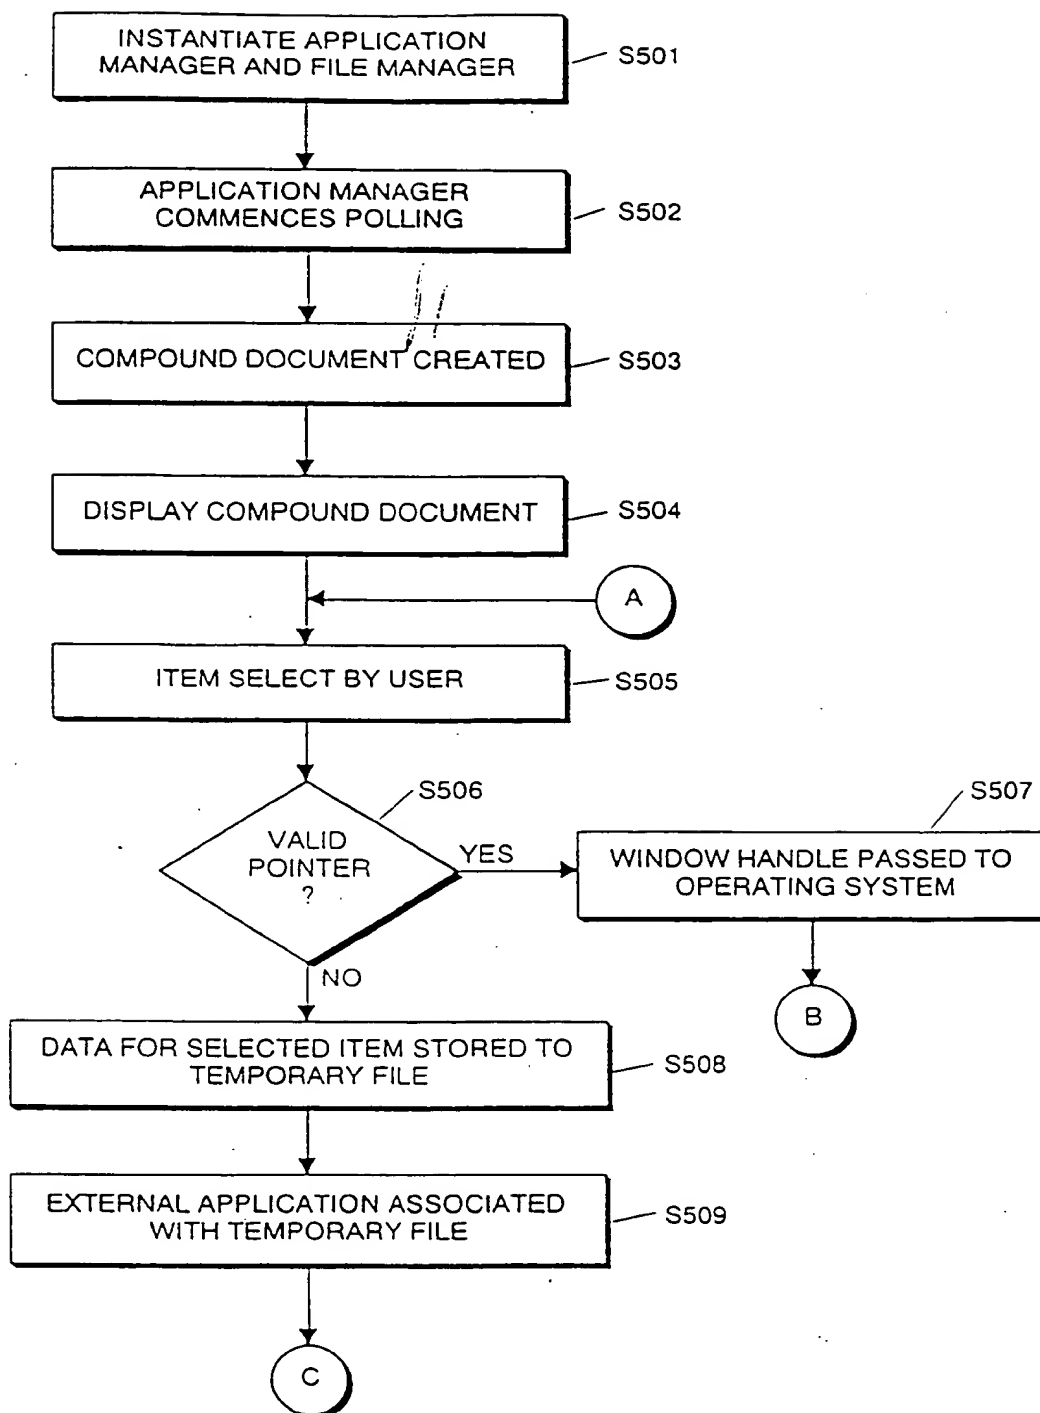 INSTANTIATE APPLICATION
MANAGER AND FILE MANAGER
S501
APPLICATION MANAGER
COMMENCES POLLING
S502
COMPOUND DOCUMENT CREATED
S503
DISPLAY COMPOUND DOCUMENT
S504
A
ITEM SELECT BY USER
S505
S506
VALID
POINTER
?
YES
S507
WINDOW HANDLE PASSED TO
OPERATING SYSTEM
B
NO
DATA FOR SELECTED ITEM STORED TO
TEMPORARY FILE
S508
EXTERNAL APPLICATION ASSOCIATED
WITH TEMPORARY FILE
S509
C